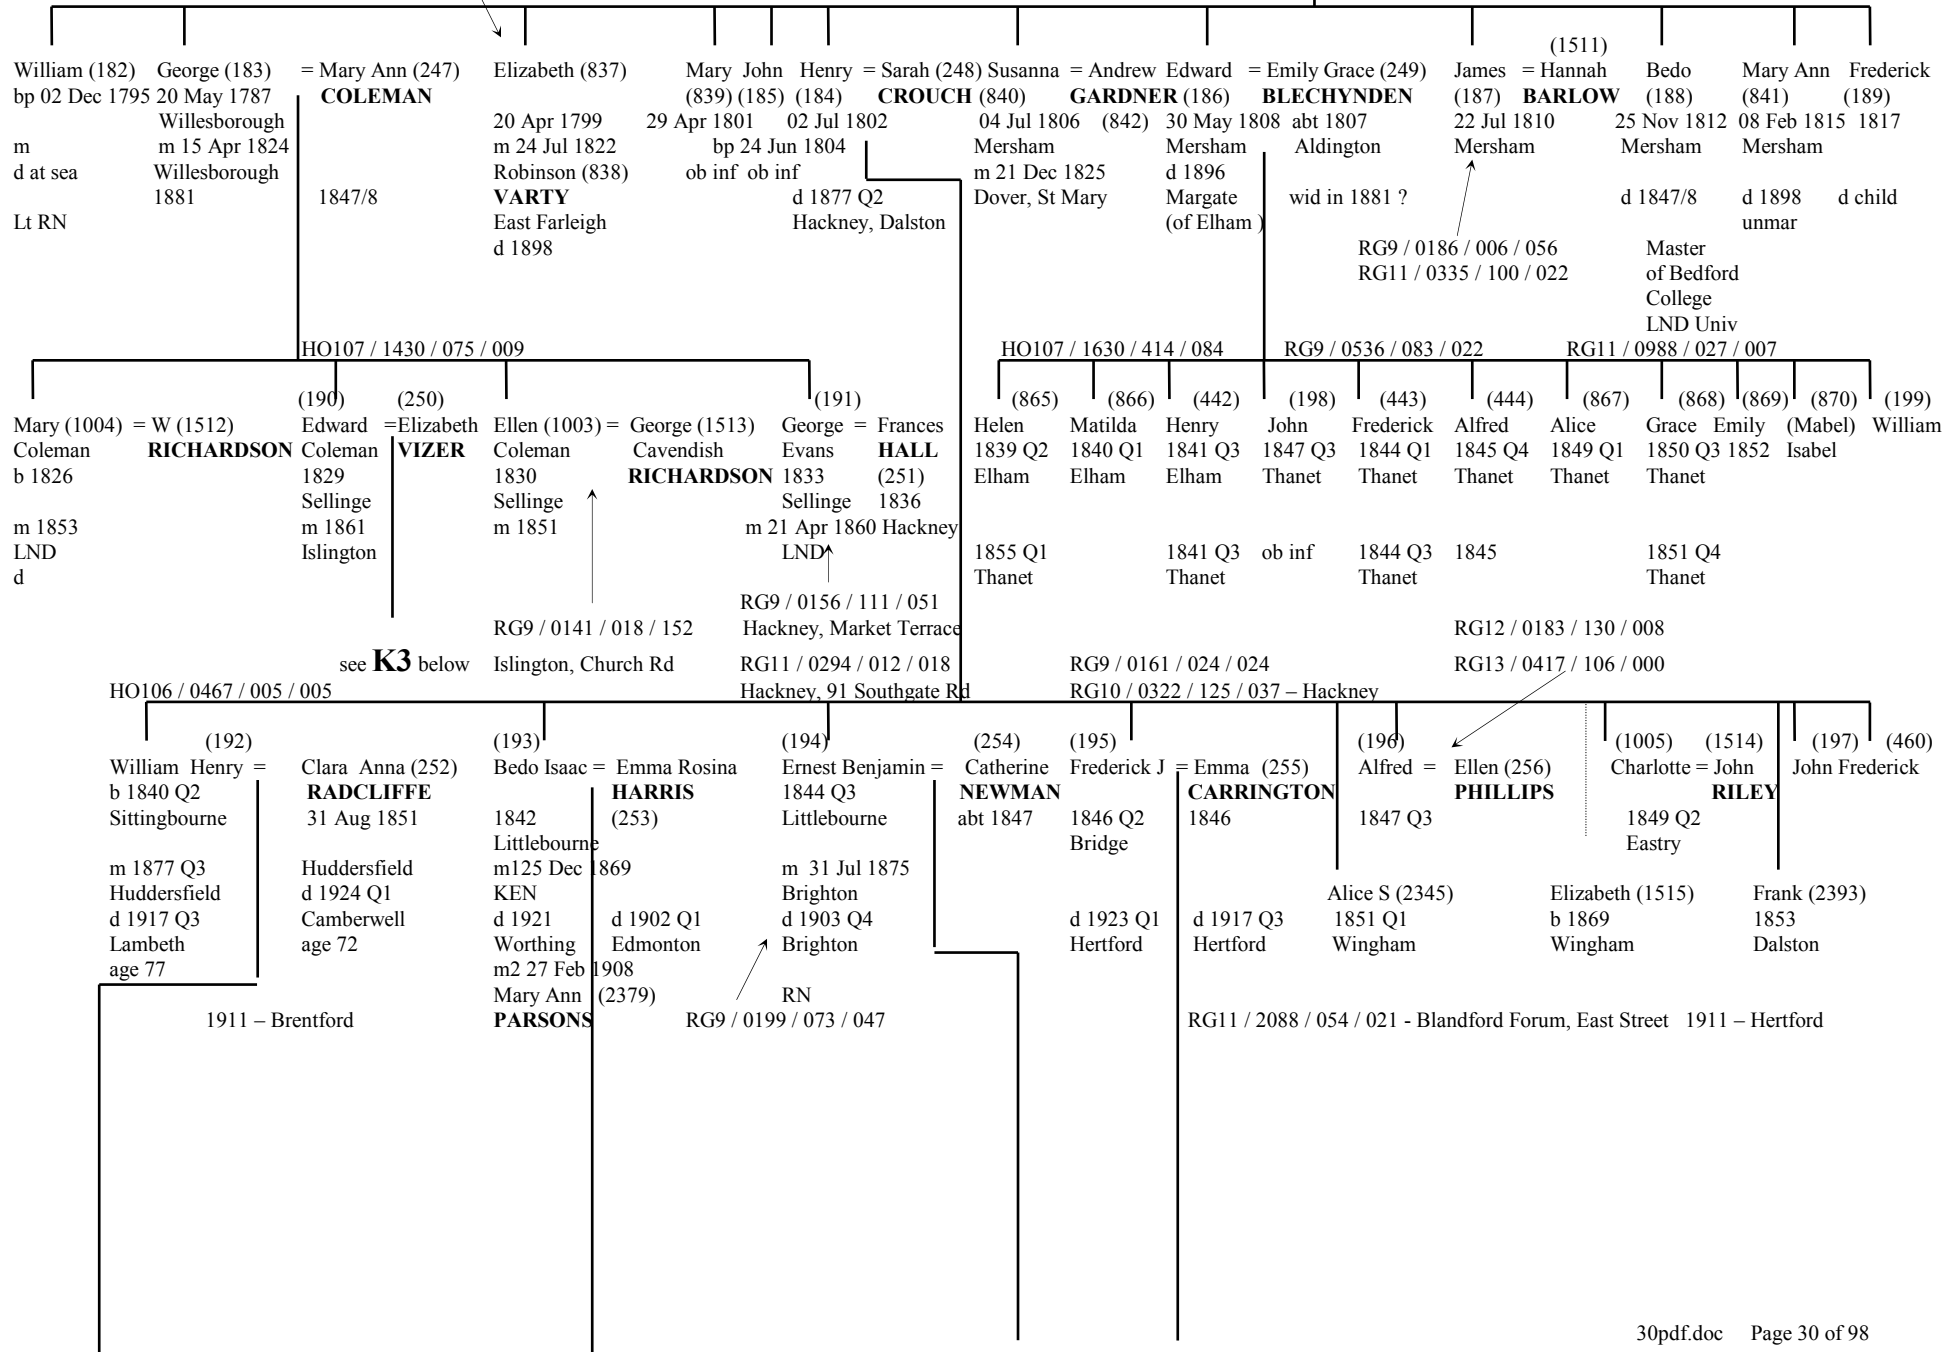 (1511)
William (182) George (183) = Mary Ann (247) Elizabeth (837) Mary John Henry = Sarah (248) Susanna = Andrew Edward = Emily Grace (249) James = Hannah Bedo Mary Ann Frederick
bp 02 Dec 1795 20 May 1787 COLEMAN (839) (185) (184) CROUCH (840) GARDNER (186) BLECHYNDEN (187) BARLOW (188) (841) (189)
Willesborough 20 Apr 1799 29 Apr 1801 02 Jul 1802 04 Jul 1806 (842) 30 May 1808 abt 1807 22 Jul 1810 25 Nov 1812 08 Feb 1815 1817
m m 15 Apr 1824 m 24 Jul 1822 bp 24 Jun 1804 Mersham Mersham Aldington Mersham Mersham Mersham
d at sea Willesborough Robinson (838) ob inf ob inf m 21 Dec 1825 d 1896
1881 1847/8 VARTY d 1877 Q2 Dover, St Mary Margate wid in 1881 ? d 1847/8 d 1898 d child
Lt RN East Farleigh Hackney, Dalston (of Elham ) unmar
d 1898 RG9 / 0186 / 006 / 056 Master
RG11 / 0335 / 100 / 022 of Bedford
College
LND Univ
HO107 / 1430 / 075 / 009 HO107 / 1630 / 414 / 084 RG9 / 0536 / 083 / 022 RG11 / 0988 / 027 / 007
(190) (250) (191) (865) (866) (442) (198) (443) (444) (867) (868) (869) (870) (199)
Mary (1004) = W (1512) Edward = Elizabeth Ellen (1003) = George (1513) George = Frances Helen Matilda Henry John Frederick Alfred Alice Grace Emily (Mabel) William
Coleman RICHARDSON Coleman VIZER Coleman Cavendish Evans HALL 1839 Q2 1840 Q1 1841 Q3 1847 Q3 1844 Q1 1845 Q4 1849 Q1 1850 Q3 1852 Isabel
b 1826 1829 1830 RICHARDSON 1833 (251) Elham Elham Elham Thanet Thanet Thanet Thanet Thanet
Sellinge Sellinge Sellinge 1836
m 1853 m 1861 m 1851 m 21 Apr 1860 Hackney
LND Islington LND 1855 Q1 1841 Q3 ob inf 1844 Q3 1845 1851 Q4
d Thanet Thanet Thanet Thanet
RG9 / 0156 / 111 / 051
RG9 / 0141 / 018 / 152 Hackney, Market Terrace RG12 / 0183 / 130 / 008
see K3 below Islington, Church Rd RG11 / 0294 / 012 / 018 RG9 / 0161 / 024 / 024 RG13 / 0417 / 106 / 000
HO106 / 0467 / 005 / 005 Hackney, 91 Southgate Rd RG10 / 0322 / 125 / 037 – Hackney
(192) (193) (194) (254) (195) (196) (1005) (1514) (197) (460)
William Henry = Clara Anna (252) Bedo Isaac = Emma Rosina Ernest Benjamin = Catherine Frederick J = Emma (255) Alfred = Ellen (256) Charlotte = John John Frederick
b 1840 Q2 RADCLIFFE HARRIS 1844 Q3 NEWMAN CARRINGTON PHILLIPS RILEY
Sittingbourne 31 Aug 1851 1842 (253) Littlebourne abt 1847 1846 Q2 1846 1847 Q3 1849 Q2
Littlebourne Bridge Eastry
m 1877 Q3 Huddersfield m125 Dec 1869 m 31 Jul 1875
Huddersfield d 1924 Q1 KEN Brighton Alice S (2345) Elizabeth (1515) Frank (2393)
d 1917 Q3 Camberwell d 1921 d 1902 Q1 d 1903 Q4 d 1923 Q1 d 1917 Q3 1851 Q1 b 1869 1853
Lambeth age 72 Worthing Edmonton Brighton Hertford Hertford Wingham Wingham Dalston
age 77 m2 27 Feb 1908
Mary Ann (2379) RN
1911 – Brentford PARSONS RG9 / 0199 / 073 / 047 RG11 / 2088 / 054 / 021 - Blandford Forum, East Street 1911 – Hertford
30pdf.doc Page 30 of 98